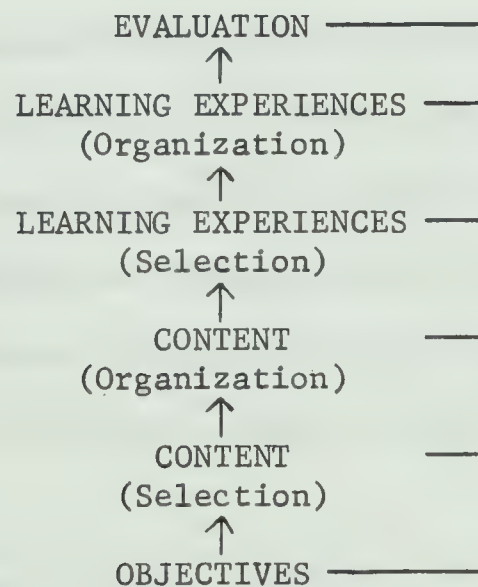 EVALUATION
LEARNING EXPERIENCES
(Organization)
LEARNING EXPERIENCES
(Selection)
CONTENT
(Organization)
CONTENT
(Selection)
OBJECTIVES